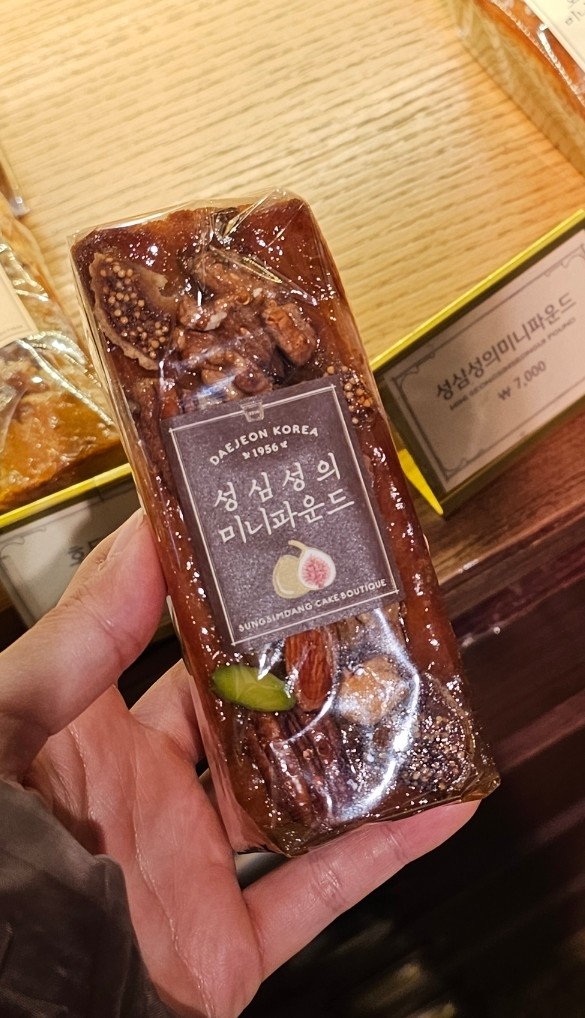 DAEJEON KOREA
1956
성심성의
미니파운드
SUNGSIMDANG CAKE BOUTIQUE
성심성의미니파운드
₩ 7,000